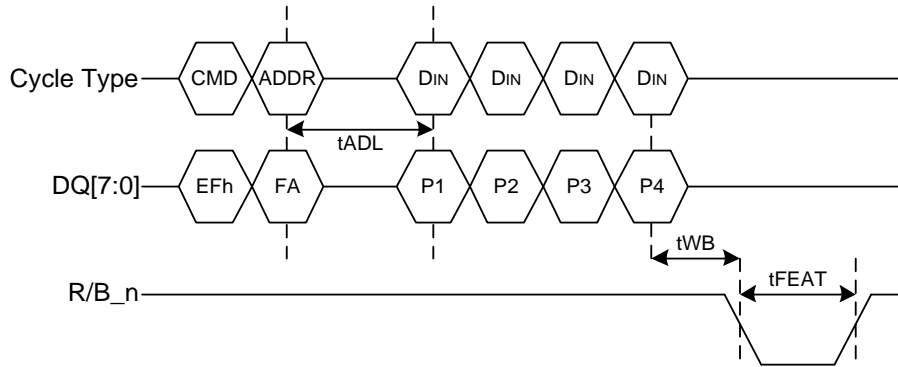 Cycle Type CMD ADDR DIN DIN DIN DIN
tADL
DQ[7:0] EFh FA P1 P2 P3 P4
tWB
tFEAT
R/B_n